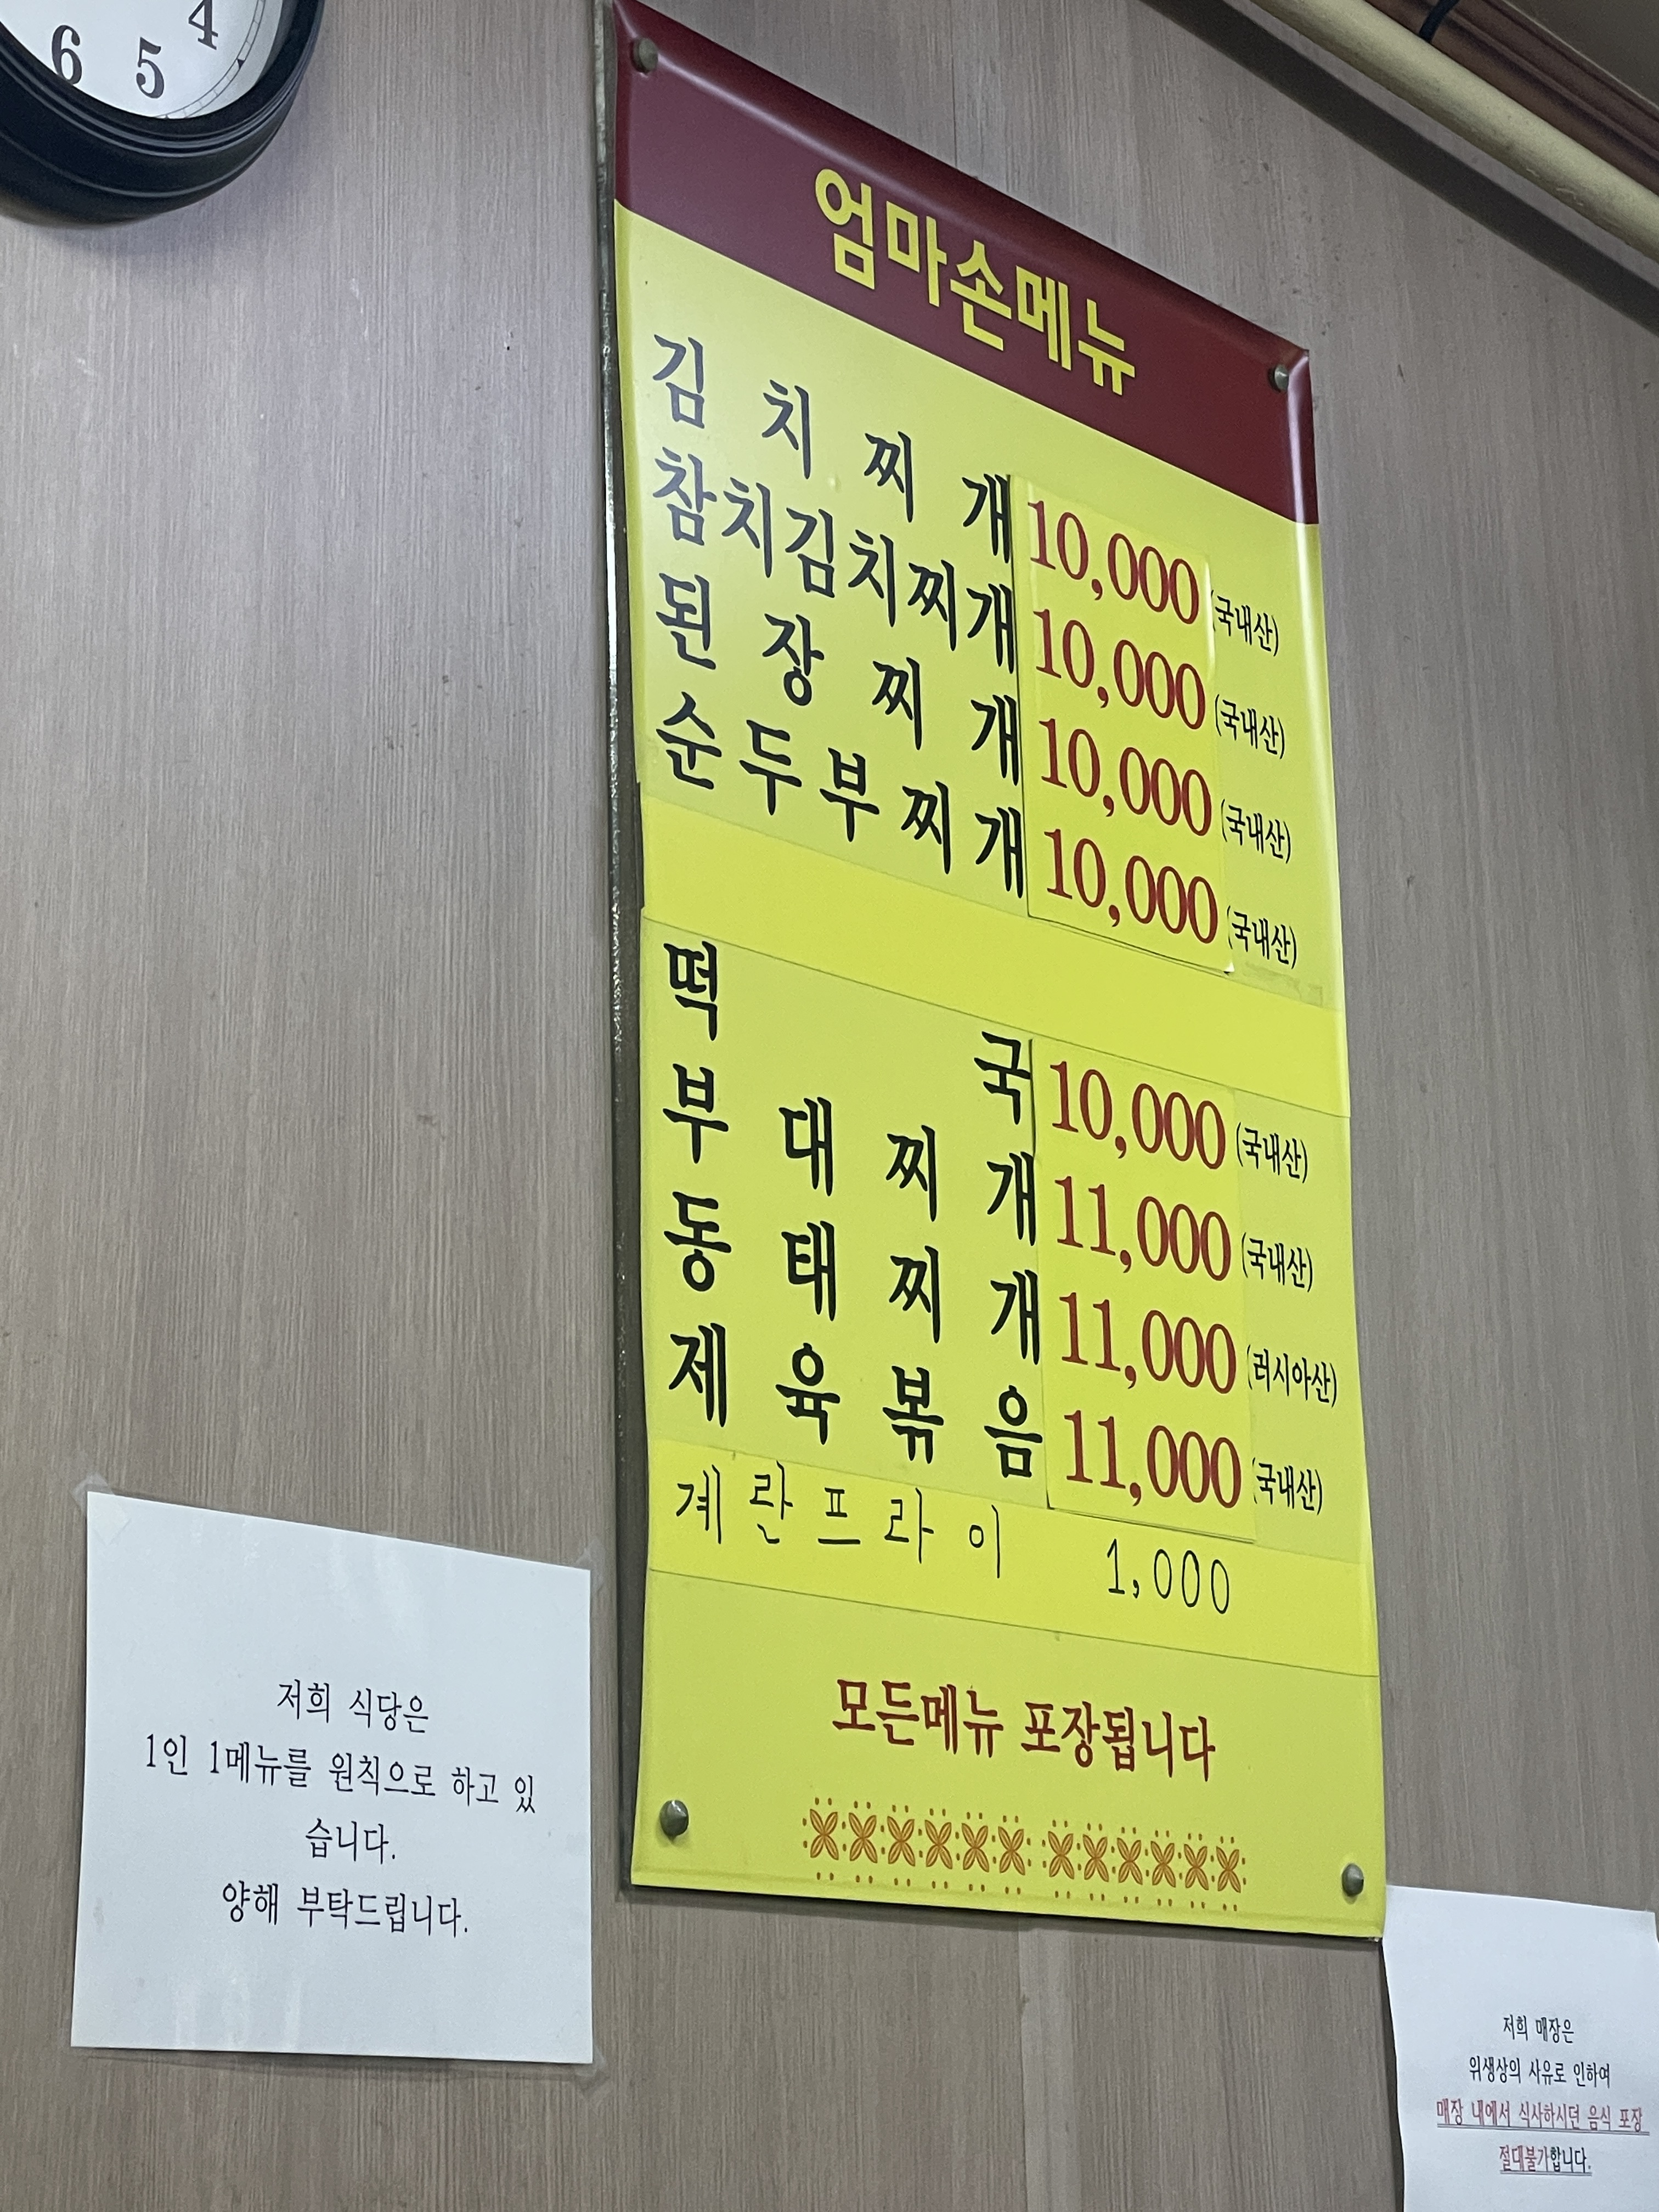 4
5
6
엄마손메뉴
김치찌개 10,000 (국내산)
참치김치찌개 10,000 (국내산)
된장찌개 10,000 (국내산)
순두부찌개 10,000 (국내산)
떡국 10,000 (국내산)
부대찌개 11,000 (국내산)
동태찌개 11,000 (러시아산)
제육볶음 11,000 (국내산)
계란프라이 1,000
모든메뉴 포장됩니다
저희 식당은
1인 1메뉴를 원칙으로 하고 있
습니다.
양해 부탁드립니다.
저희 매장은
위생상의 사유로 인하여
매장 내에서 식사하시던 음식 포장
절대불가합니다.